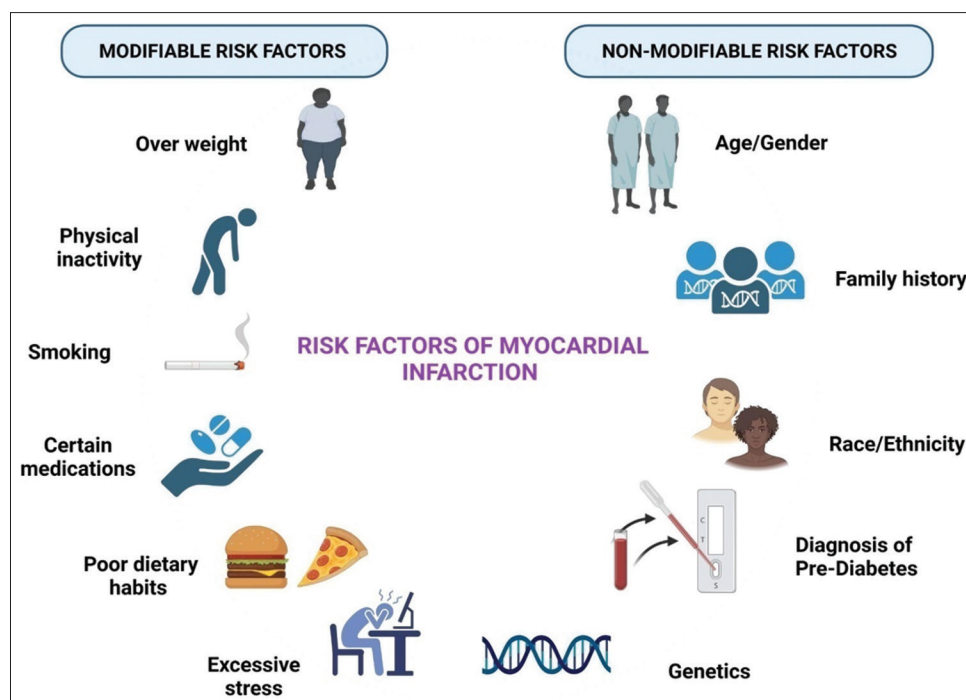 MODIFIABLE RISK FACTORS
NON-MODIFIABLE RISK FACTORS
Over weight
Age/Gender
Physical
inactivity
Family history
Smoking
RISK FACTORS OF MYOCARDIAL
INFARCTION
Certain
medications
Race/Ethnicity
Poor dietary
habits
C
T
S
Diagnosis of
Pre-Diabetes
Excessive
stress
Genetics